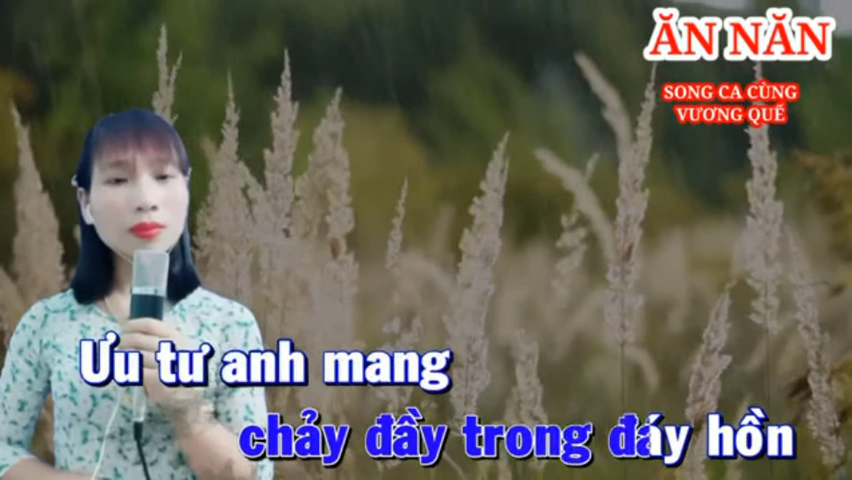 ĂN NĂN
SONG CA CÙNG
VƯƠNG QUẾ
Ưu tư anh mang
chảy đầy trong đáy hồn